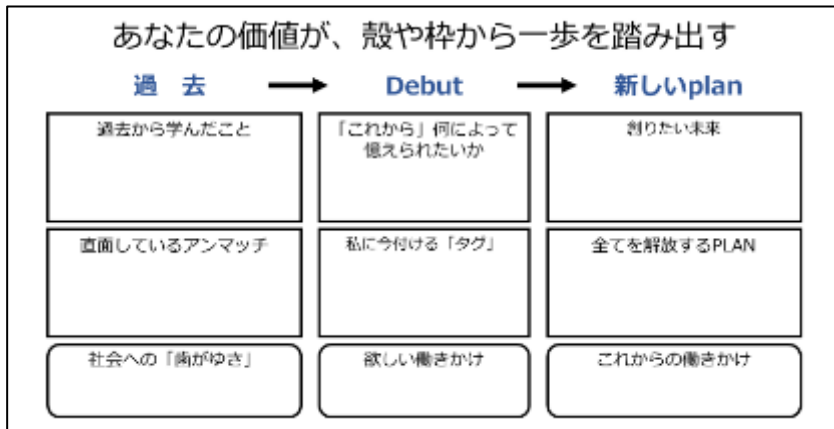 あなたの価値が、殻や枠から一歩を踏み出す
過 去 → Debut → 新しいplan
過去から学んだこと
「これから」何によって
憶えられたいか
創りたい未来
直面しているアンマッチ
私に今付ける「タグ」
全てを解放するPLAN
社会への「歯がゆさ」
欲しい働きかけ
これからの働きかけ